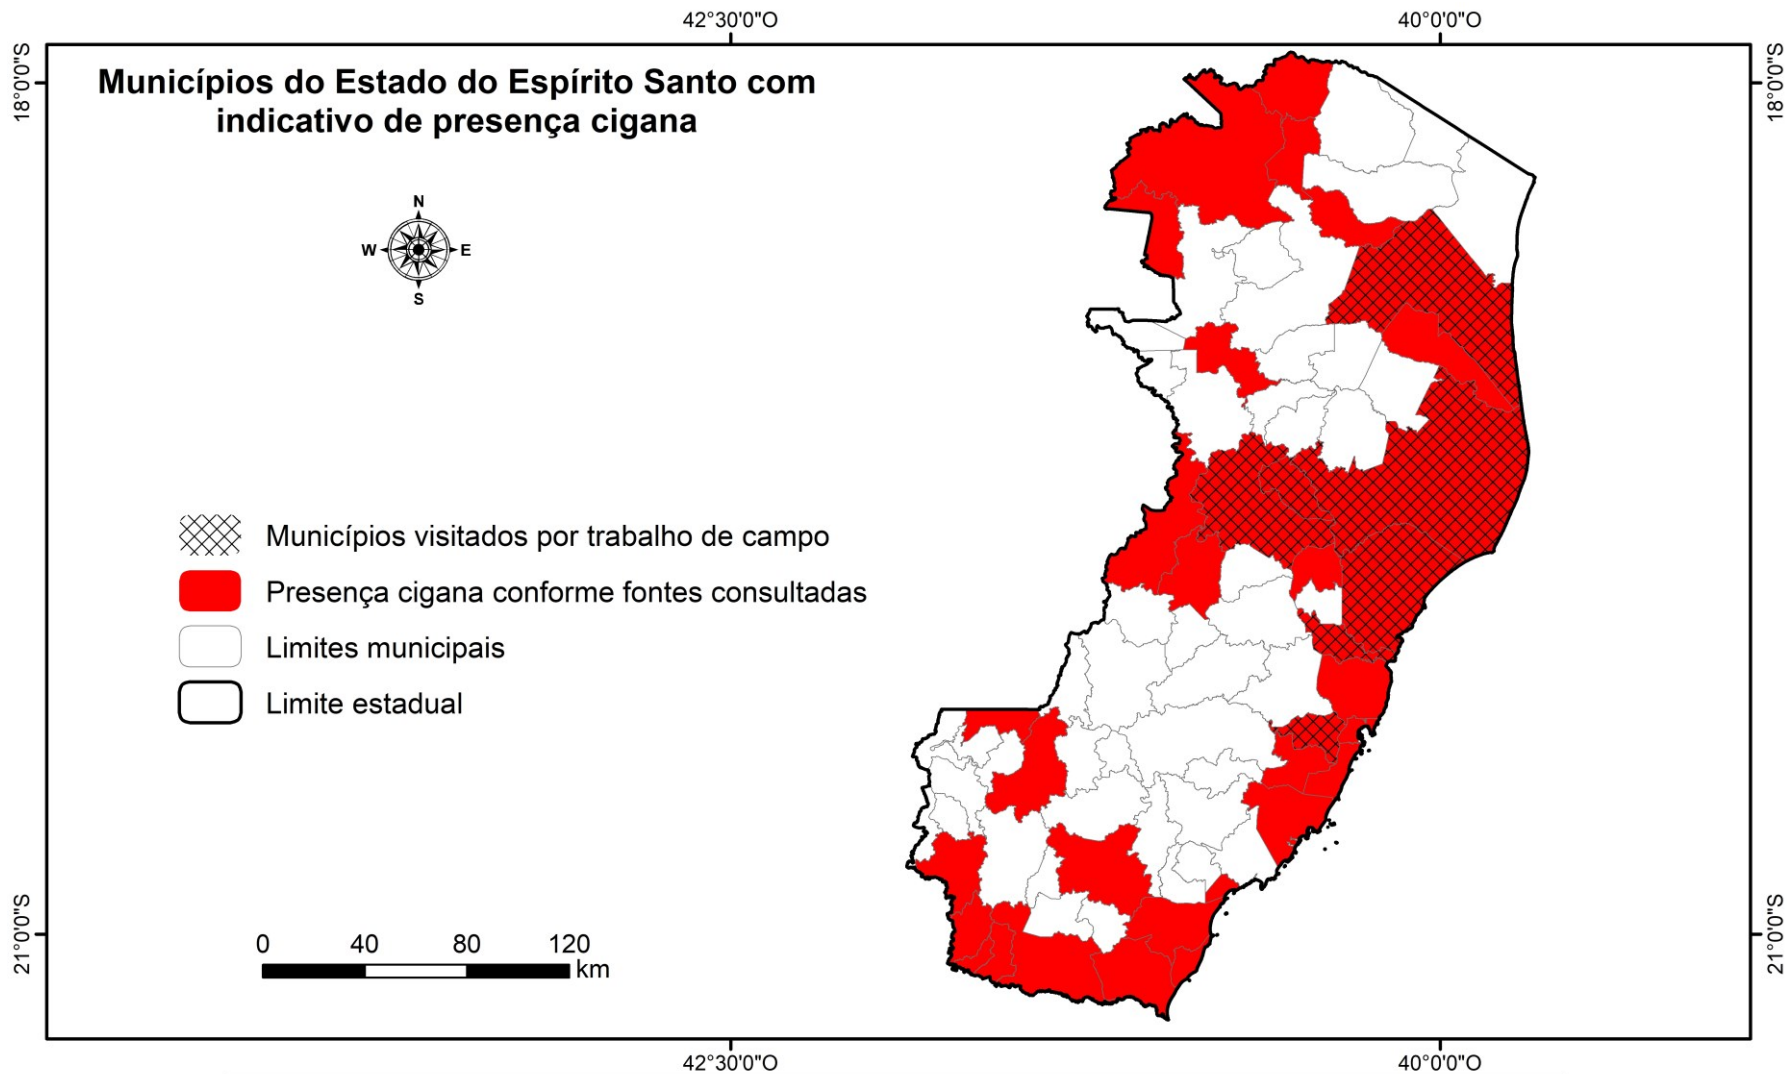 42°30'0"O
40°0'0"O
18°0'0"S
18°0'0"S
Municípios do Estado do Espírito Santo com
indicativo de presença cigana
N
W
E
S
Municípios visitados por trabalho de campo
Presença cigana conforme fontes consultadas
Limites municipais
Limite estadual
21°0'0"S
21°0'0"S
0 40 80 120
km
42°30'0"O
40°0'0"O